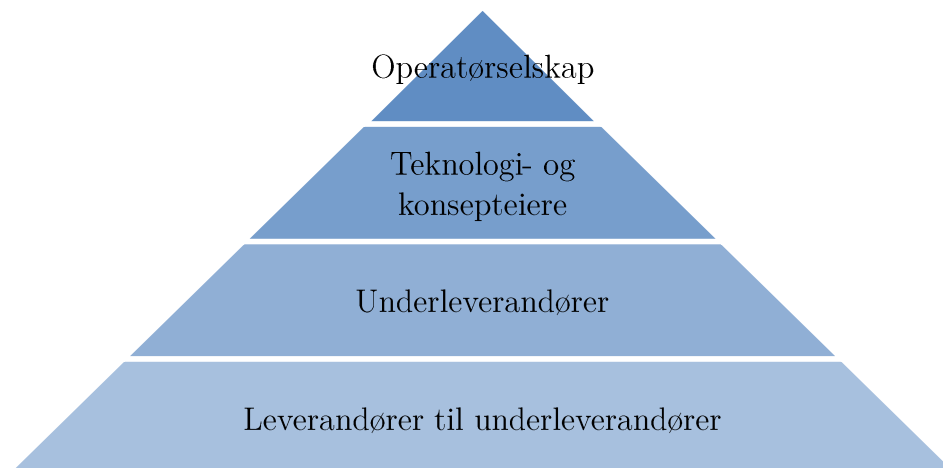 Operatørselskap
Teknologi- og
konsepteiere
Underleverandører
Leverandører til underleverandører